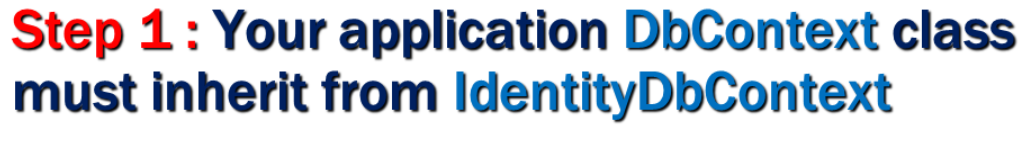 Step 1 : Your application DbContext class
must inherit from IdentityDbContext